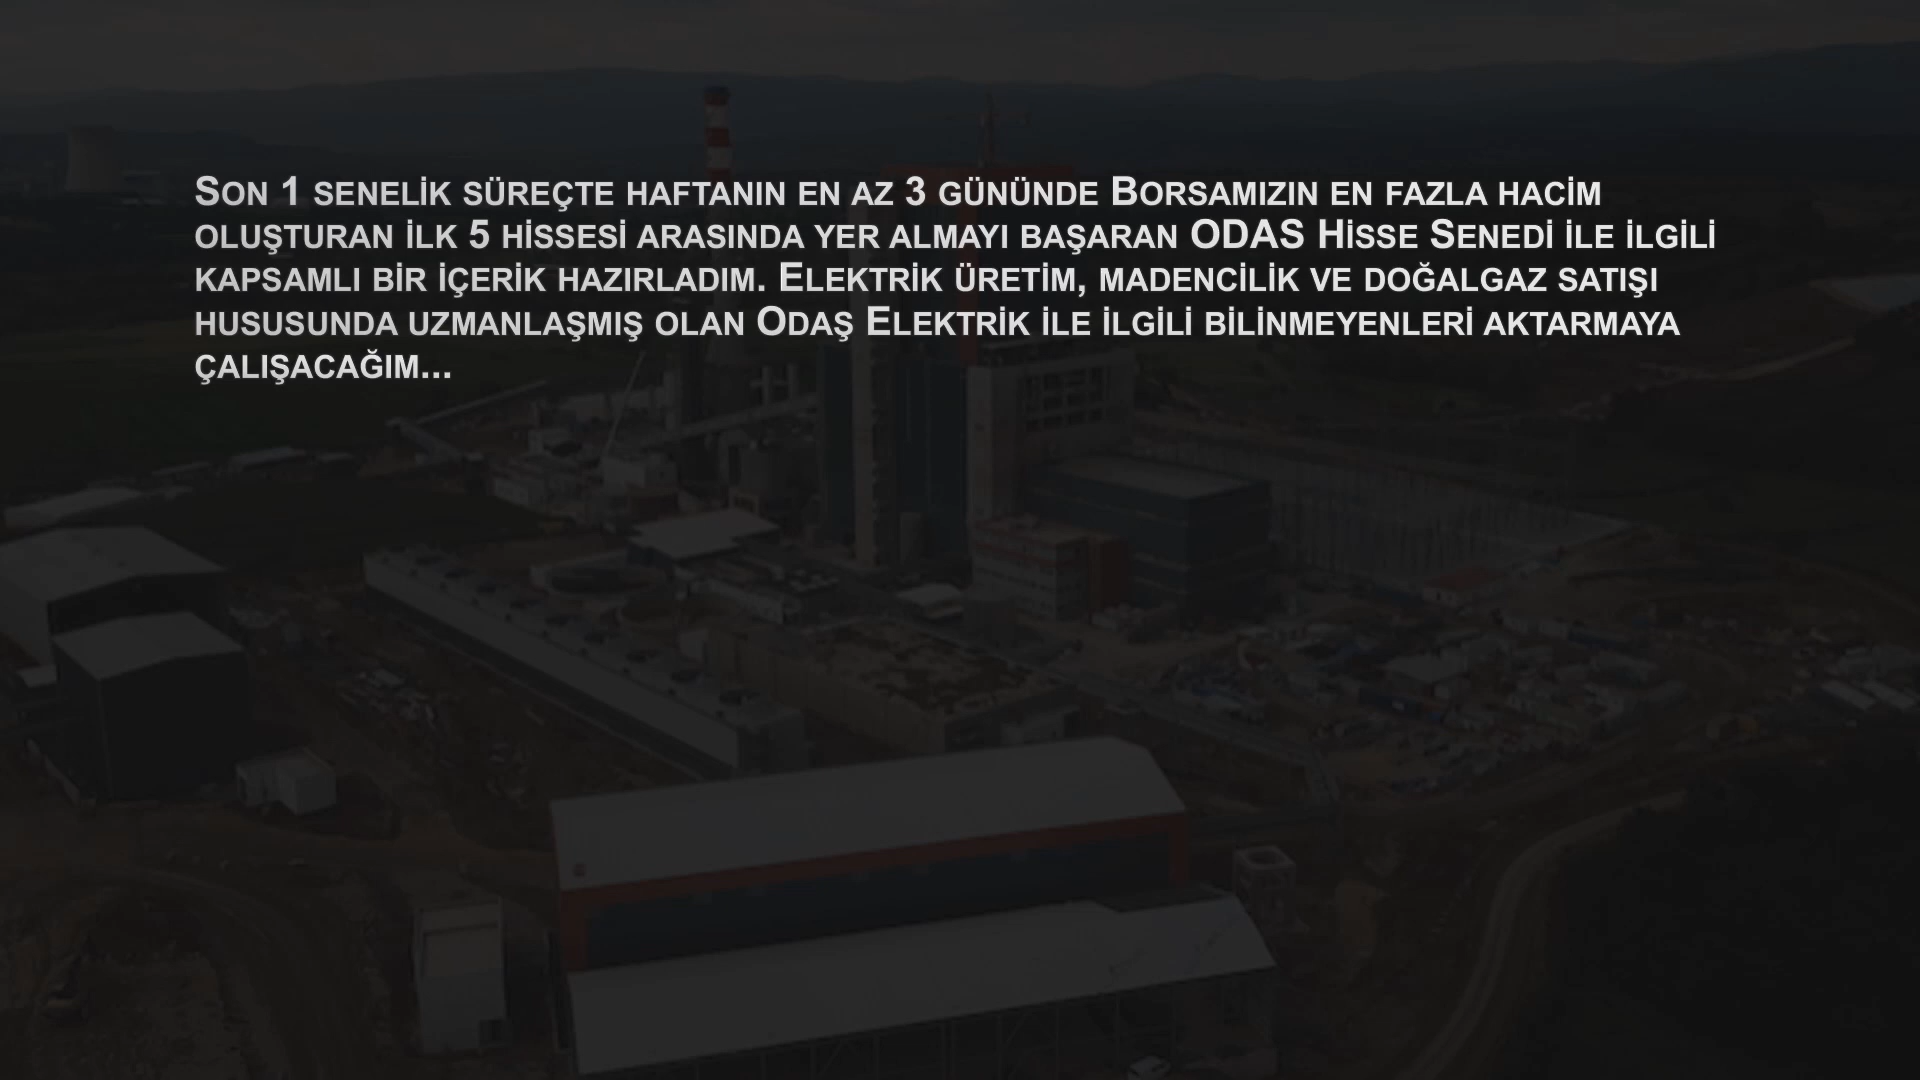 Son 1 senelik süreçte haftanın en az 3 gününde Borsamızın en fazla hacim
oluşturan ilk 5 hissesi arasında yer almayı başaran ODAS Hisse Senedi ile ilgili
kapsamlı bir içerik hazırladım. Elektrik üretim, madencilik ve doğalgaz satışı
hususunda uzmanlaşmış olan Odaş Elektrik ile ilgili bilinmeyenleri aktarmaya
çalışacağım...